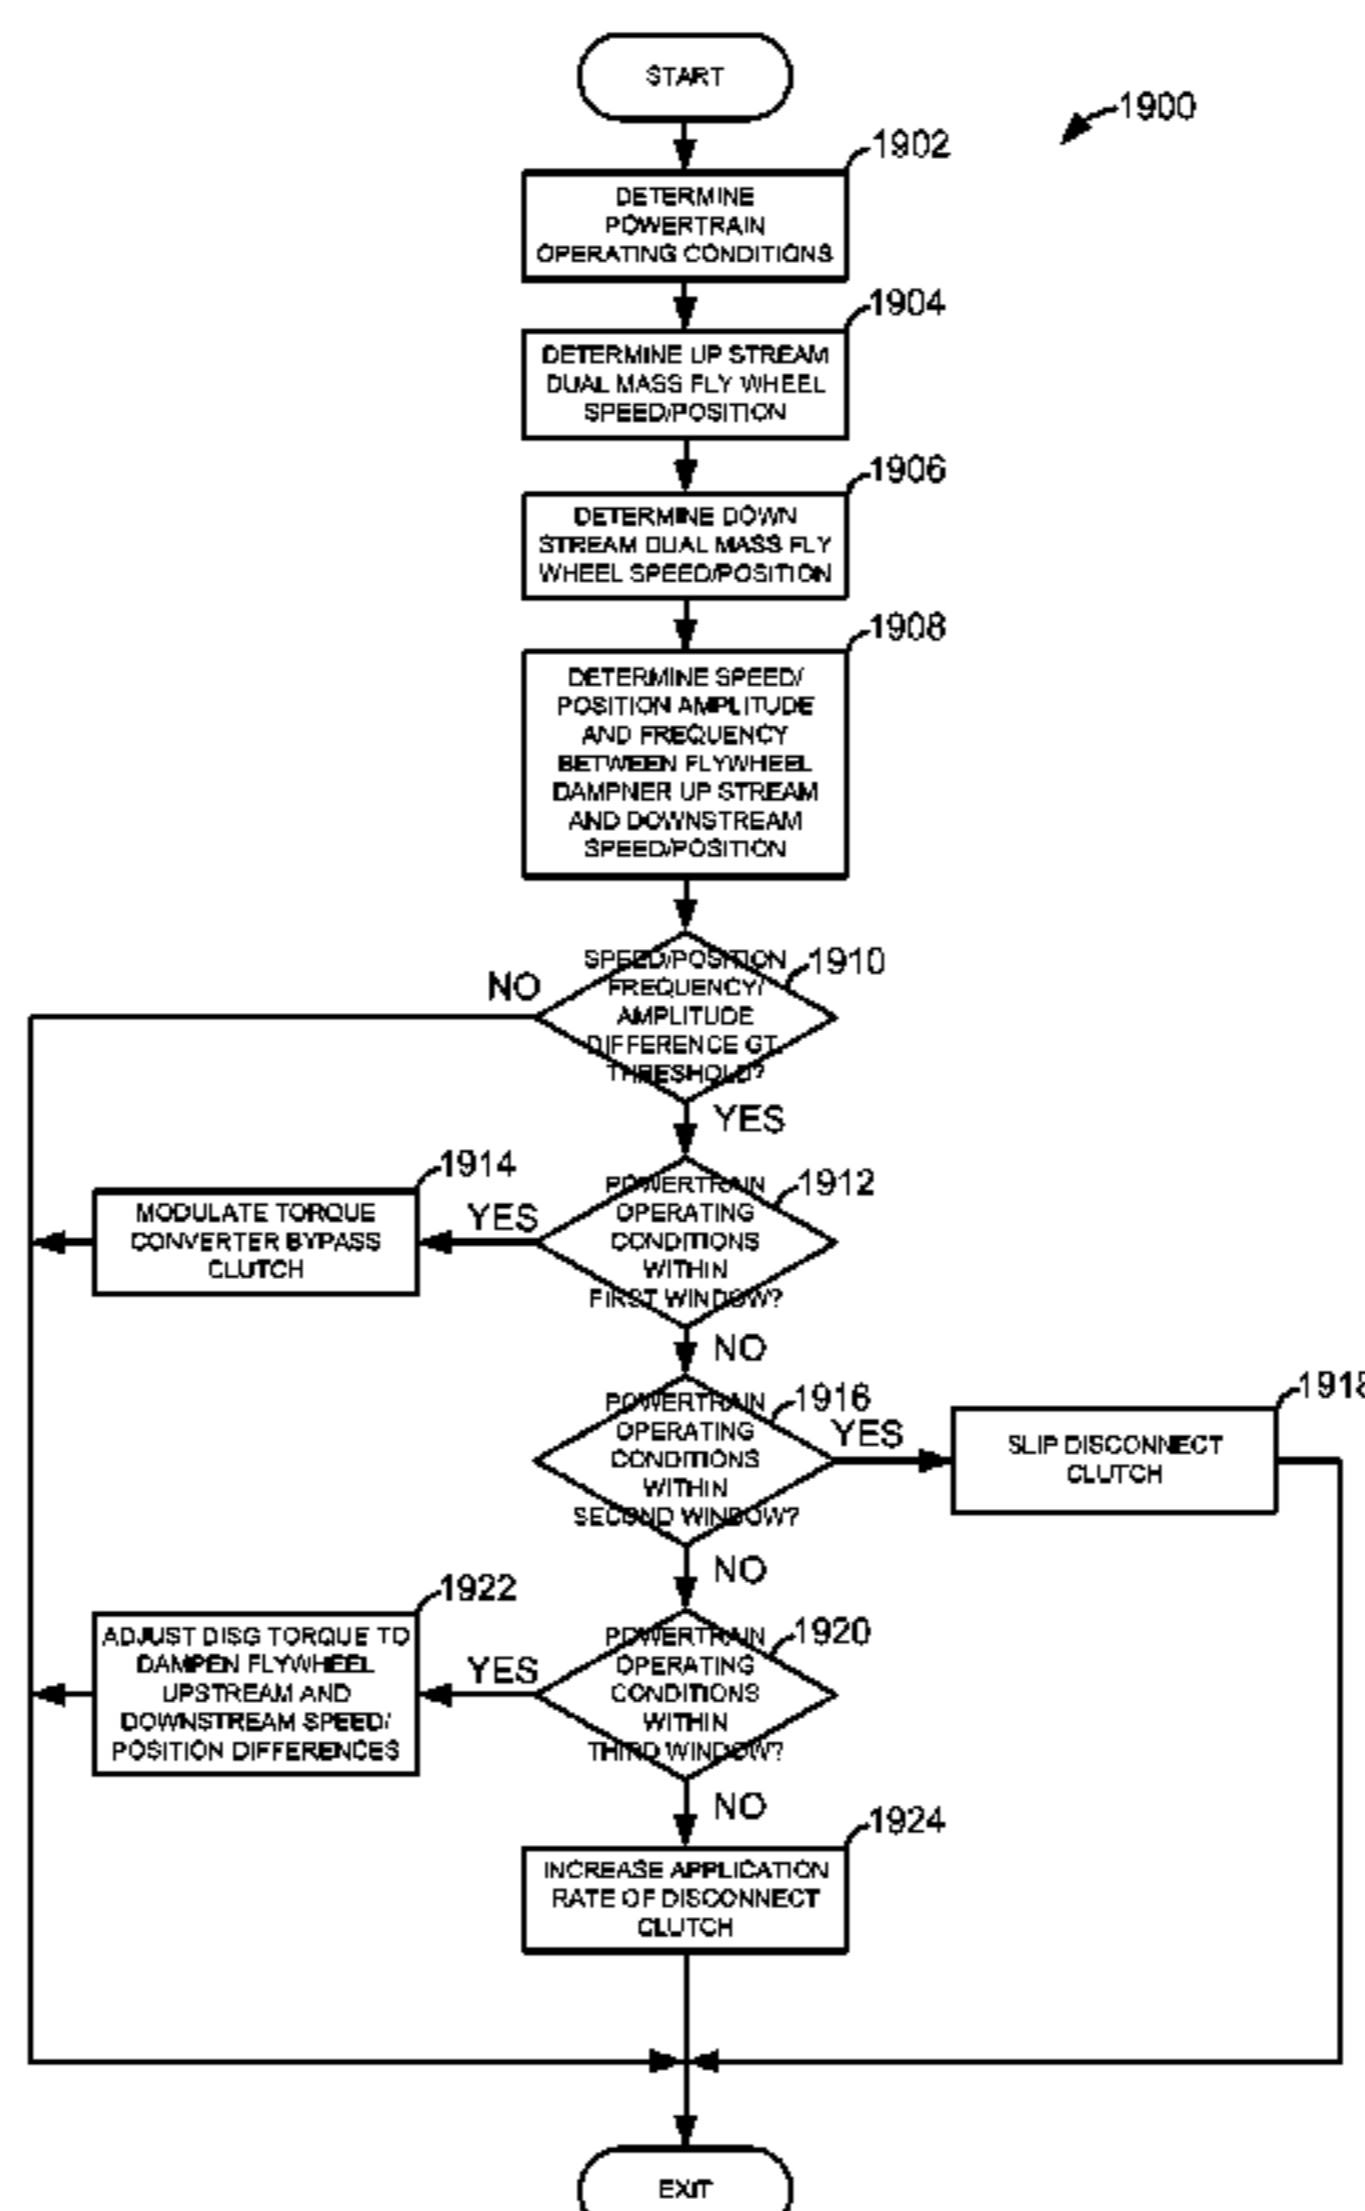 START
1900
1902
DETERMINE
POWERTRAIN
OPERATING CONDITIONS
1904
DETERMINE UP STREAM
DUAL MASS FLY WHEEL
SPEED/POSITION
1906
DETERMINE DOWN
STREAM DUAL MASS FLY
WHEEL SPEED/POSITION
1908
DETERMINE SPEED/
POSITION AMPLITUDE
AND FREQUENCY
BETWEEN FLYWHEEL
DAMPNER UP STREAM
AND DOWNSTREAM
SPEED/POSITION
1910
SPEED/POSITION
FREQUENCY/
AMPLITUDE
DIFFERENCE GT.
THRESHOLD?
NO
YES
1912
POWERTRAIN
OPERATING
CONDITIONS
WITHIN
FIRST WINDOW?
YES
1914
MODULATE TORQUE
CONVERTER BYPASS
CLUTCH
NO
1916
POWERTRAIN
OPERATING
CONDITIONS
WITHIN
SECOND WINDOW?
YES
1918
SLIP DISCONNECT
CLUTCH
NO
1920
POWERTRAIN
OPERATING
CONDITIONS
WITHIN
THIRD WINDOW?
YES
1922
ADJUST DISG TORQUE TO
DAMPEN FLYWHEEL
UPSTREAM AND
DOWNSTREAM SPEED/
POSITION DIFFERENCES
NO
1924
INCREASE APPLICATION
RATE OF DISCONNECT
CLUTCH
EXIT